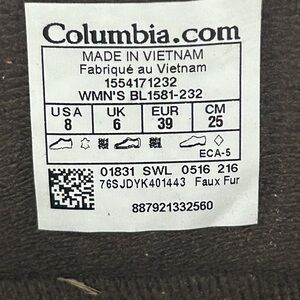 Columbia.com
MADE IN VIETNAM
Fabriqué au Vietnam
1554171232
WMN'S BL1581-232
USA UK EUR CM
8 6 39 25
ECA-5
01831 SWL 0516 216
76SJDYK401443 Faux Fur
887921332560